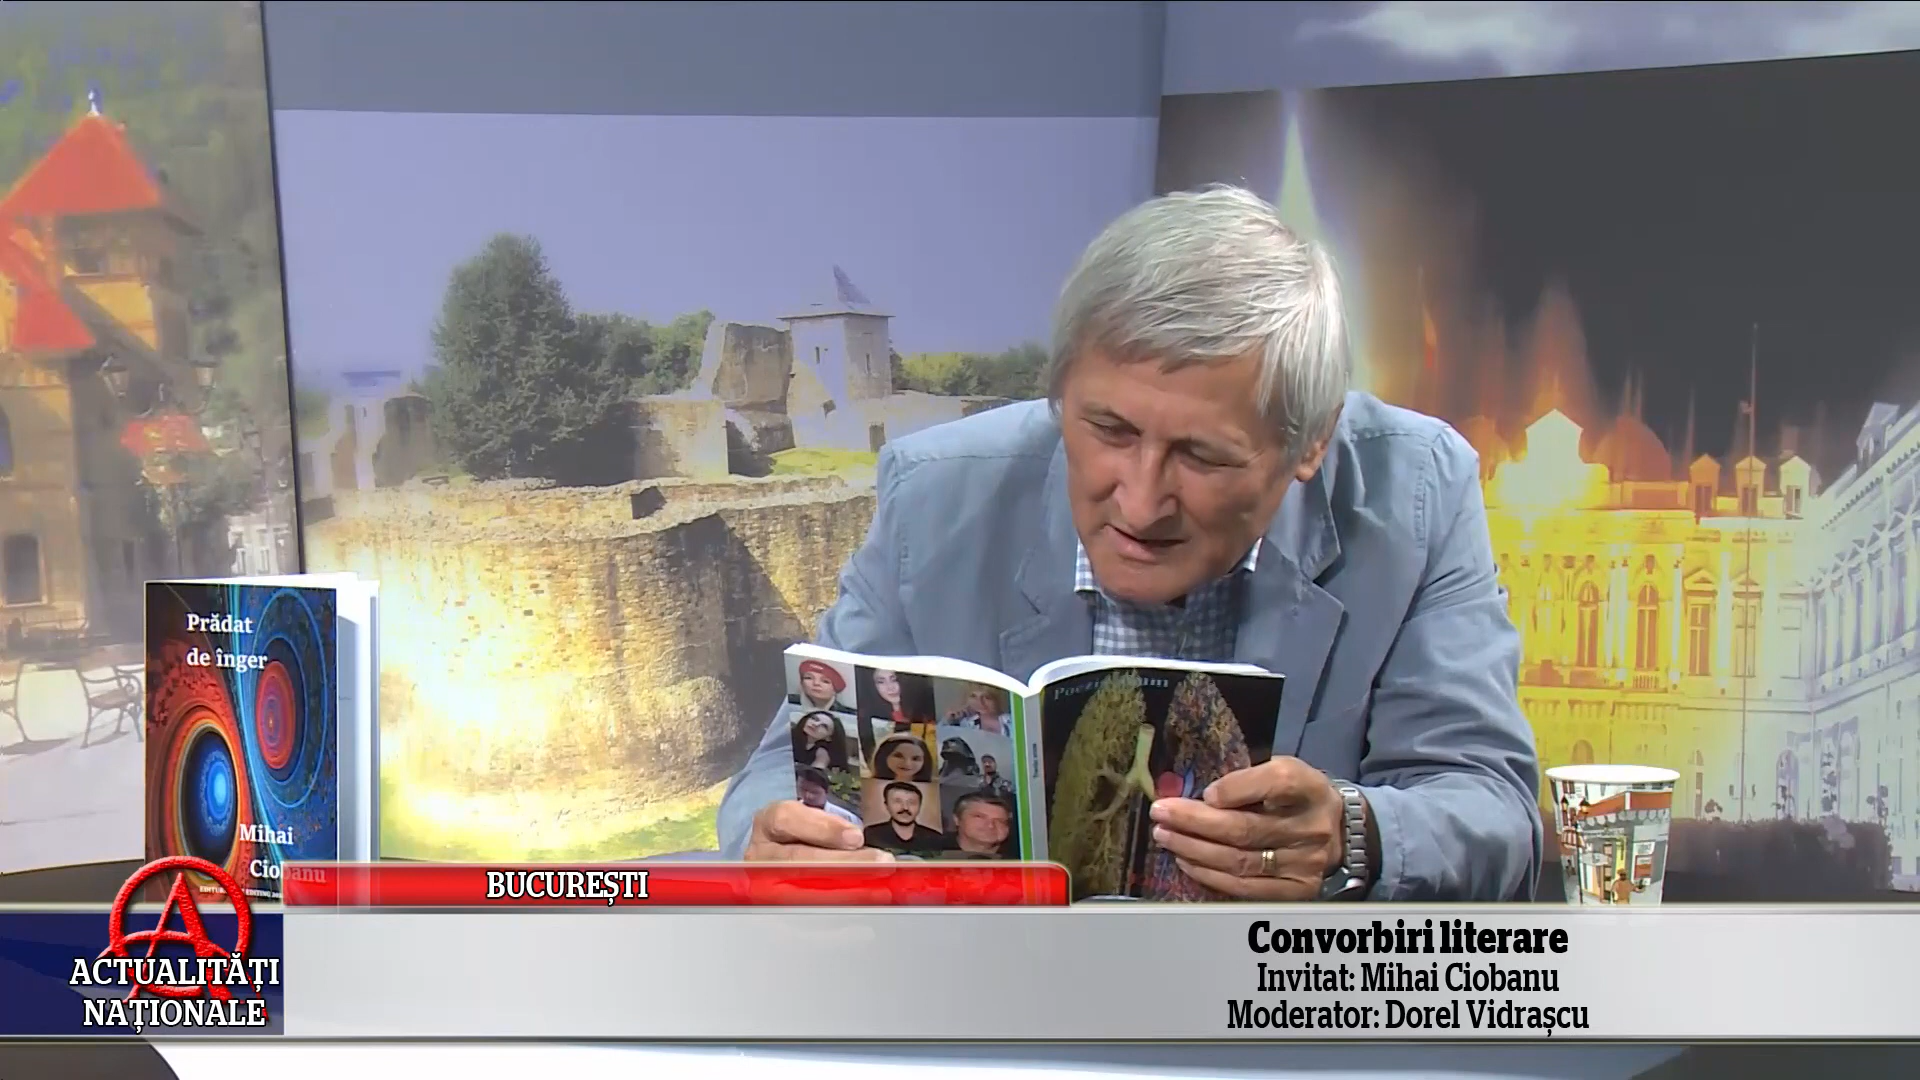 Prădat
de înger
Mihai
Ciobanu
BUCUREȘTI
ACTUALITĂȚI
NAȚIONALE
Convorbiri literare
Invitat: Mihai Ciobanu
Moderator: Dorel Vidrașcu